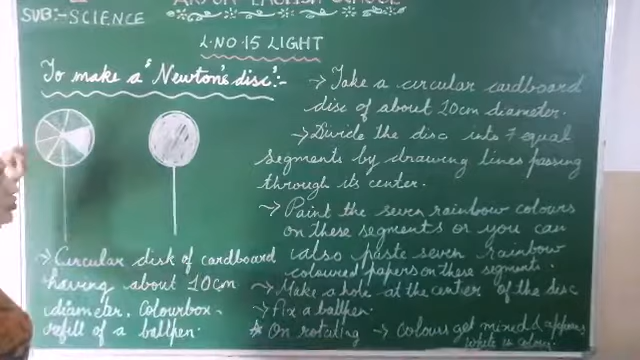 ENGLISH SCHOOL
SUB:-SCIENCE
L.NO.15 LIGHT
To make a "Newton's disc":-
→ Take a circular cardboard
disc of about 10cm diameter.
→ Divide the disc into 7 equal
segments by drawing lines passing
through its center.
→ Paint the seven rainbow colours
on these segments or you can
also paste seven rainbow
coloured papers on these segments.
→ Make a hole at the center of the disc
→ Fix a ballpen.
* On rotating → colours get mixed & appears
white in colour.
→ Circular disk of cardboard
having about 10cm
diameter, Colourbox,
refill of a ballpen.